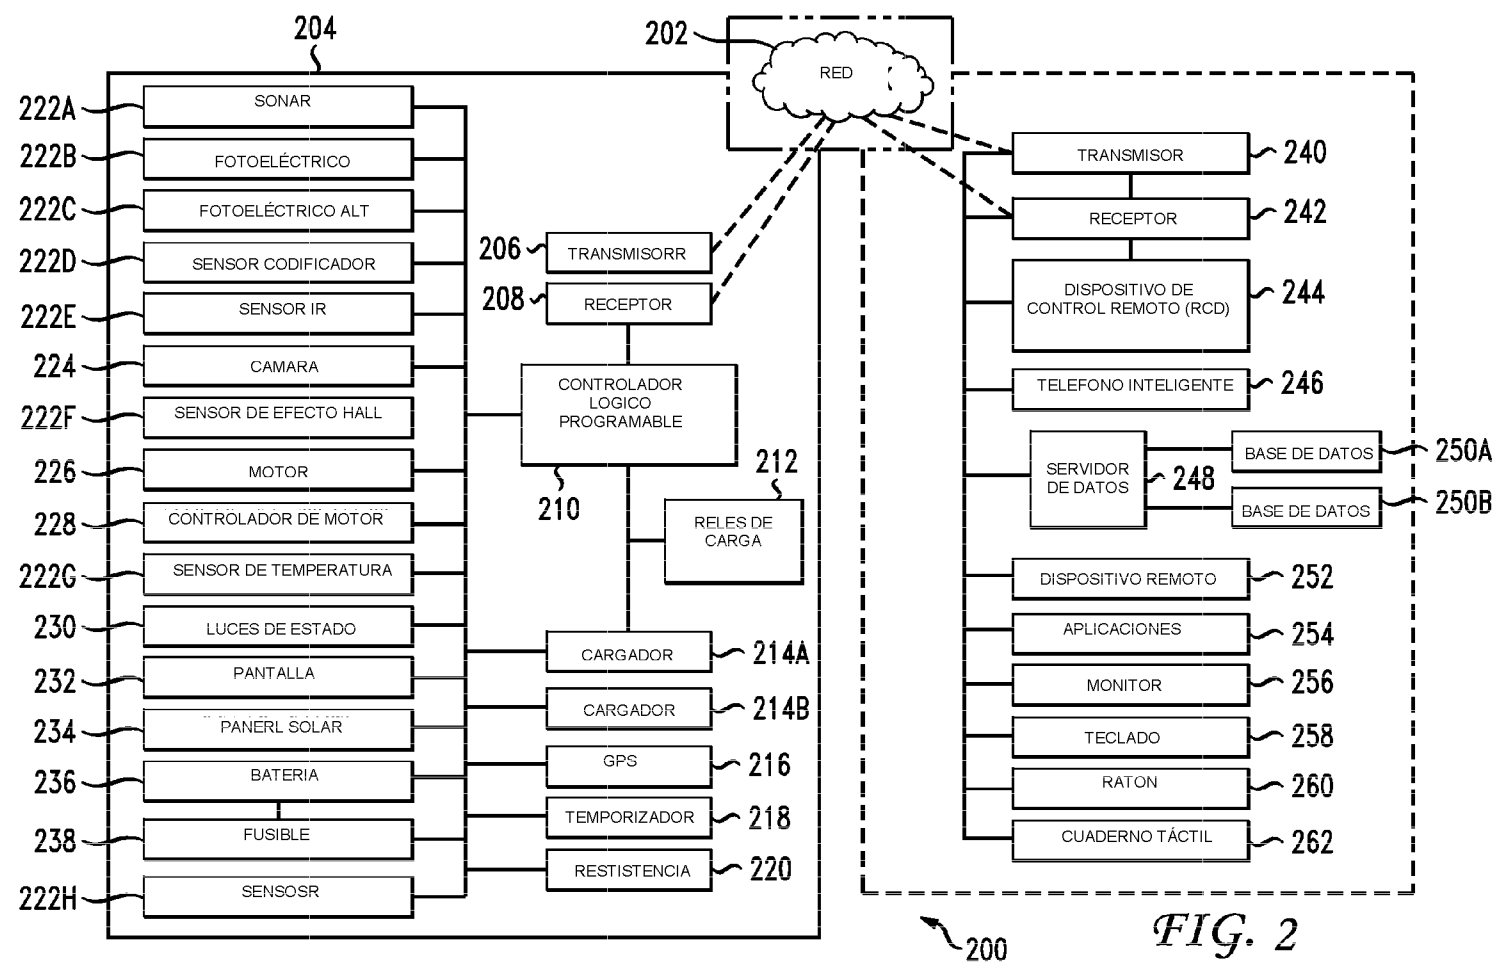 204
202
RED
222A
SONAR
222B
FOTOELÉCTRICO
222C
FOTOELÉCTRICO ALT
222D
SENSOR CODIFICADOR
222E
SENSOR IR
224
CAMARA
222F
SENSOR DE EFECTO HALL
226
MOTOR
228
CONTROLADOR DE MOTOR
222G
SENSOR DE TEMPERATURA
230
LUCES DE ESTADO
232
PANTALLA
234
PANERL SOLAR
236
BATERIA
238
FUSIBLE
222H
SENSOSR
206
TRANSMISORR
208
RECEPTOR
CONTROLADOR
LOGICO
PROGRAMABLE
210
212
RELES DE
CARGA
CARGADOR
214A
CARGADOR
214B
GPS
216
TEMPORIZADOR
218
RESTISTENCIA
220
TRANSMISOR
240
RECEPTOR
242
DISPOSITIVO DE
CONTROL REMOTO (RCD)
244
TELEFONO INTELIGENTE
246
SERVIDOR
DE DATOS
248
BASE DE DATOS
250A
BASE DE DATOS
250B
DISPOSITIVO REMOTO
252
APLICACIONES
254
MONITOR
256
TECLADO
258
RATON
260
CUADERNO TÁCTIL
262
200
FIG. 2